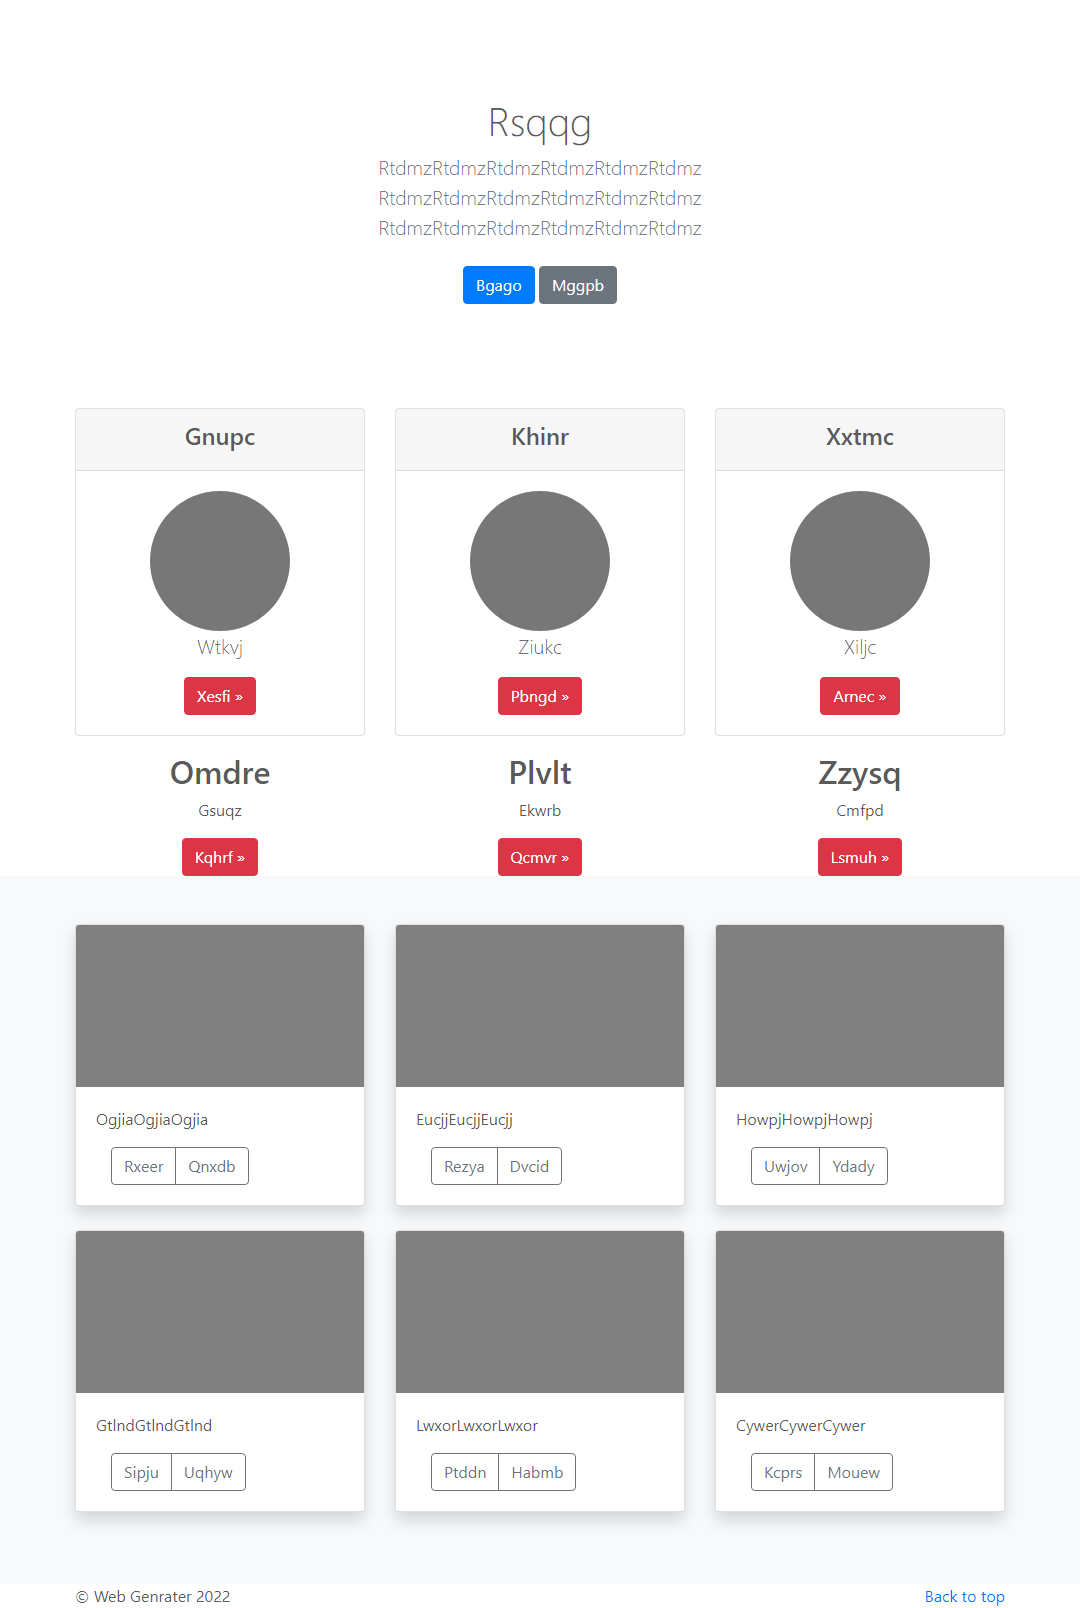 Rsqqg
RtdmzRtdmzRtdmzRtdmzRtdmzRtdmz
RtdmzRtdmzRtdmzRtdmzRtdmzRtdmz
RtdmzRtdmzRtdmzRtdmzRtdmzRtdmz
Bgago Mggpb
Gnupc Khinr Xxtmc
Wtkvj Ziukc Xiljc
Xesfi » Pbngd » Arnec »
Omdre Plvlt Zzysq
Gsuqz Ekwrb Cmfpd
Kqhrf » Qcmvr » Lsmuh »
OgjiaOgjiaOgjia EucjjEucjjEucjj HowpjHowpjHowpj
Rxeer Qnxdb Rezya Dvcid Uwjov Ydady
GtlndGtlndGtlnd LwxorLwxorLwxor CywerCywerCywer
Sipju Uqhyw Ptddn Habmb Kcprs Mouew
© Web Genrater 2022 Back to top